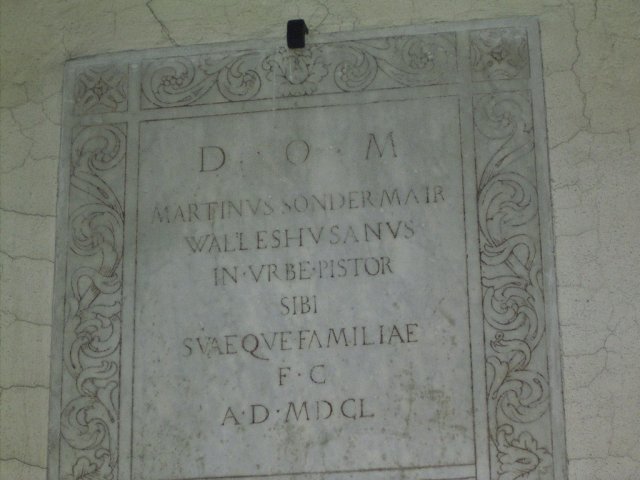 D · O · M
MARTINVS SONDERMAIR
WALLESHVSANVS
IN·VRBE·PISTOR
SIBI
SVAEQVE FAMILIAE
F·C
A·D·MDCL